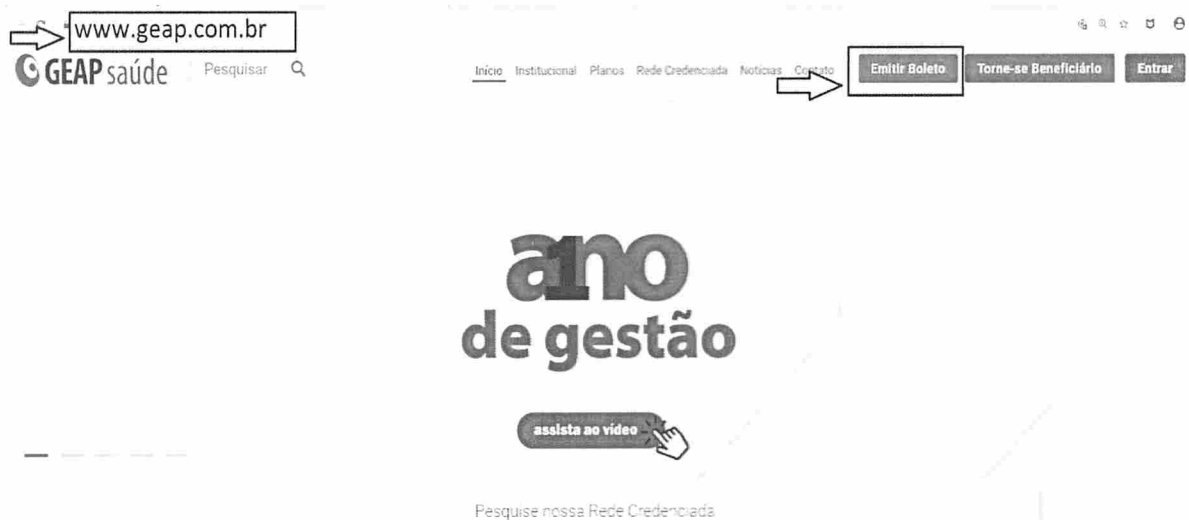 www.geap.com.br
GEAP saúde
Pesquisar
Início Institucional Planos Rede Credenciada Notícias Contato
Emitir Boleto
Torne-se Beneficiário
Entrar
a1no
de gestão
assista ao vídeo
Pesquise nossa Rede Credenciada